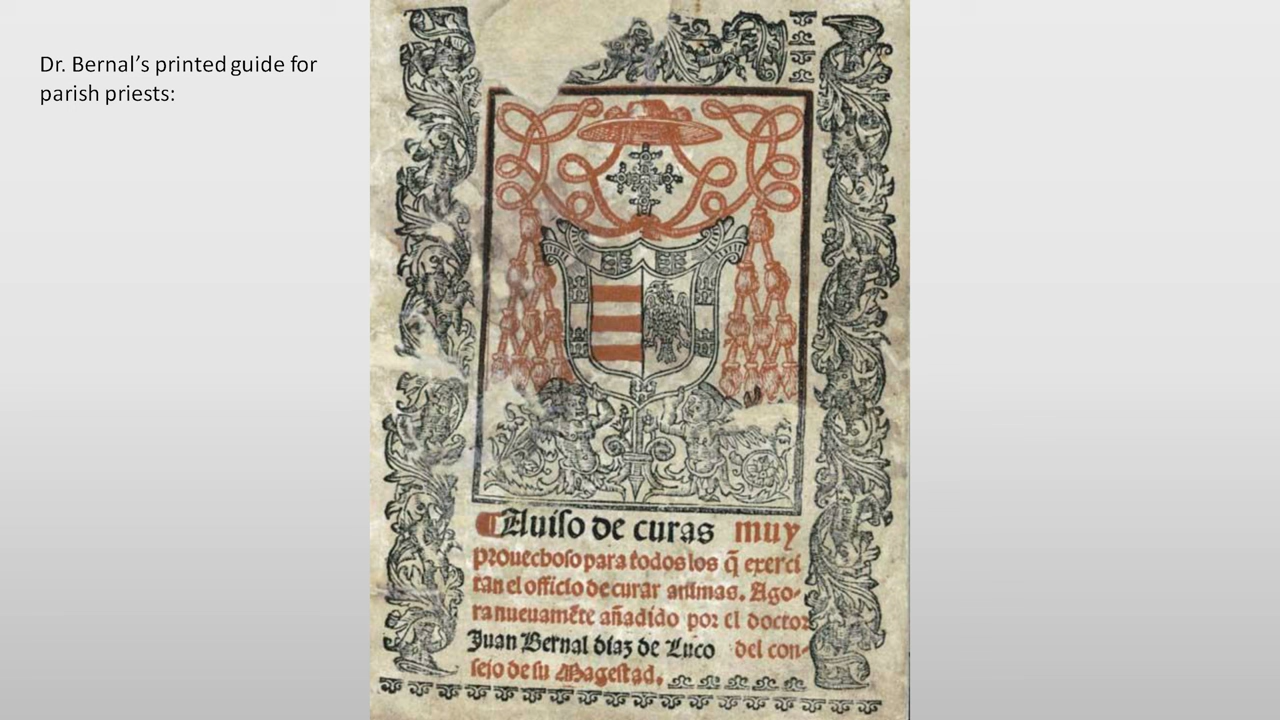 Dr. Bernal’s printed guide for
parish priests:
¶Auiso de curas muy
prouechoso para todos los q̃ exerci
tan el officio de curar animas. Ago-
ra nueuamẽte añadido por el doctor
Juan Bernal diaz de Luco del con-
sejo de su Magestad.